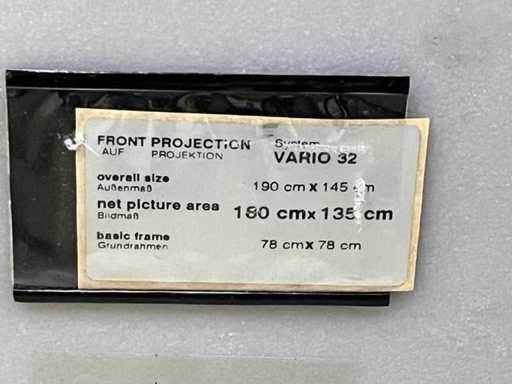 FRONT PROJECTION System
AUF PROJEKTION VARIO 32
overall size 190 cm x 145 cm
Außenmaß
net picture area 180 cm x 135 cm
Bildmaß
basic frame 78 cm x 78 cm
Grundrahmen